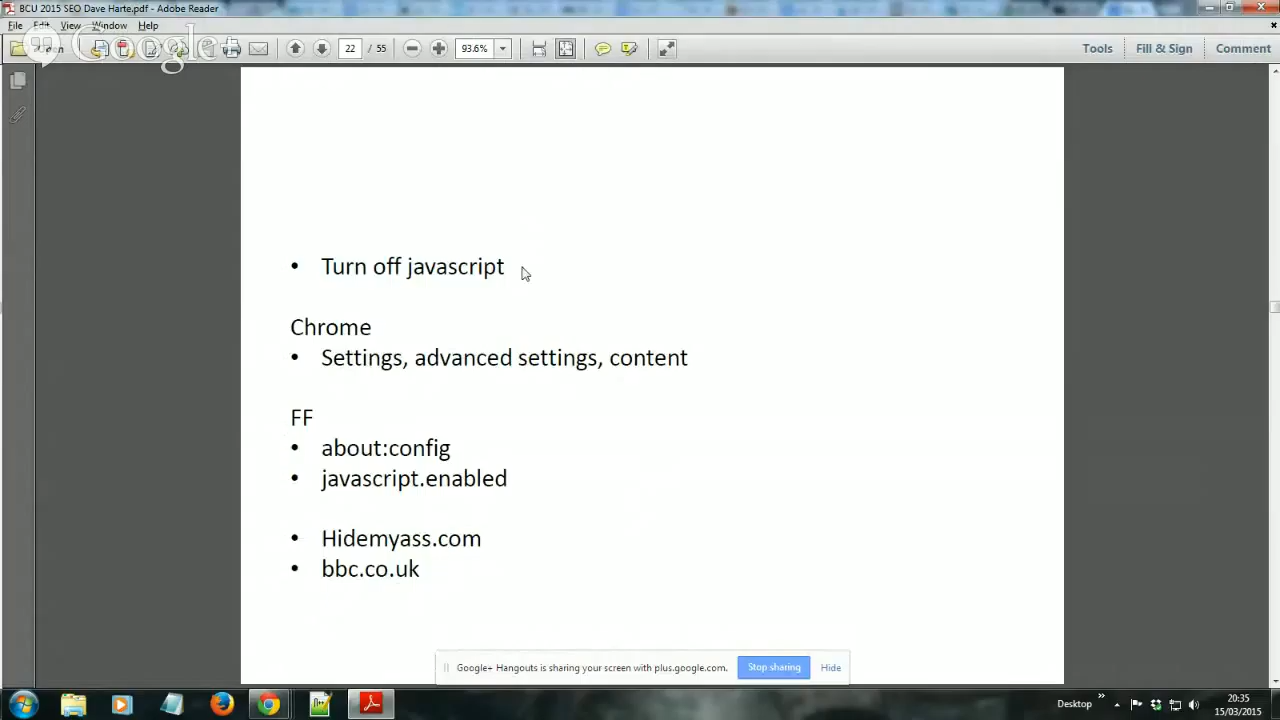 BCU 2015 SEO Dave Harte.pdf - Adobe Reader
File Edit View Window Help
Google
22 / 55 93.6% Tools Fill & Sign Comment
• Turn off javascript
Chrome
• Settings, advanced settings, content
FF
• about:config
• javascript.enabled
• Hidemyass.com
• bbc.co.uk
Google+ Hangouts is sharing your screen with plus.google.com. Stop sharing Hide
Desktop 20:35
15/03/2015